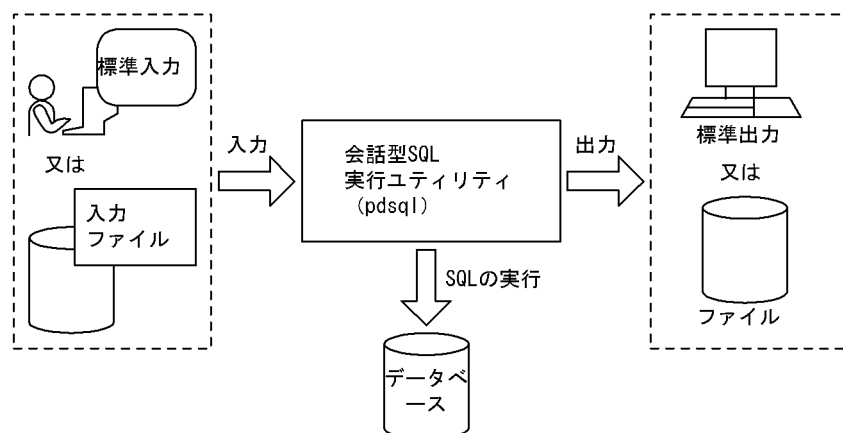 標準入力
又は
入力
ファイル
入力
会話型SQL
実行ユティリティ
(pdsql)
出力
SQLの実行
データベ
ース
標準出力
又は
ファイル